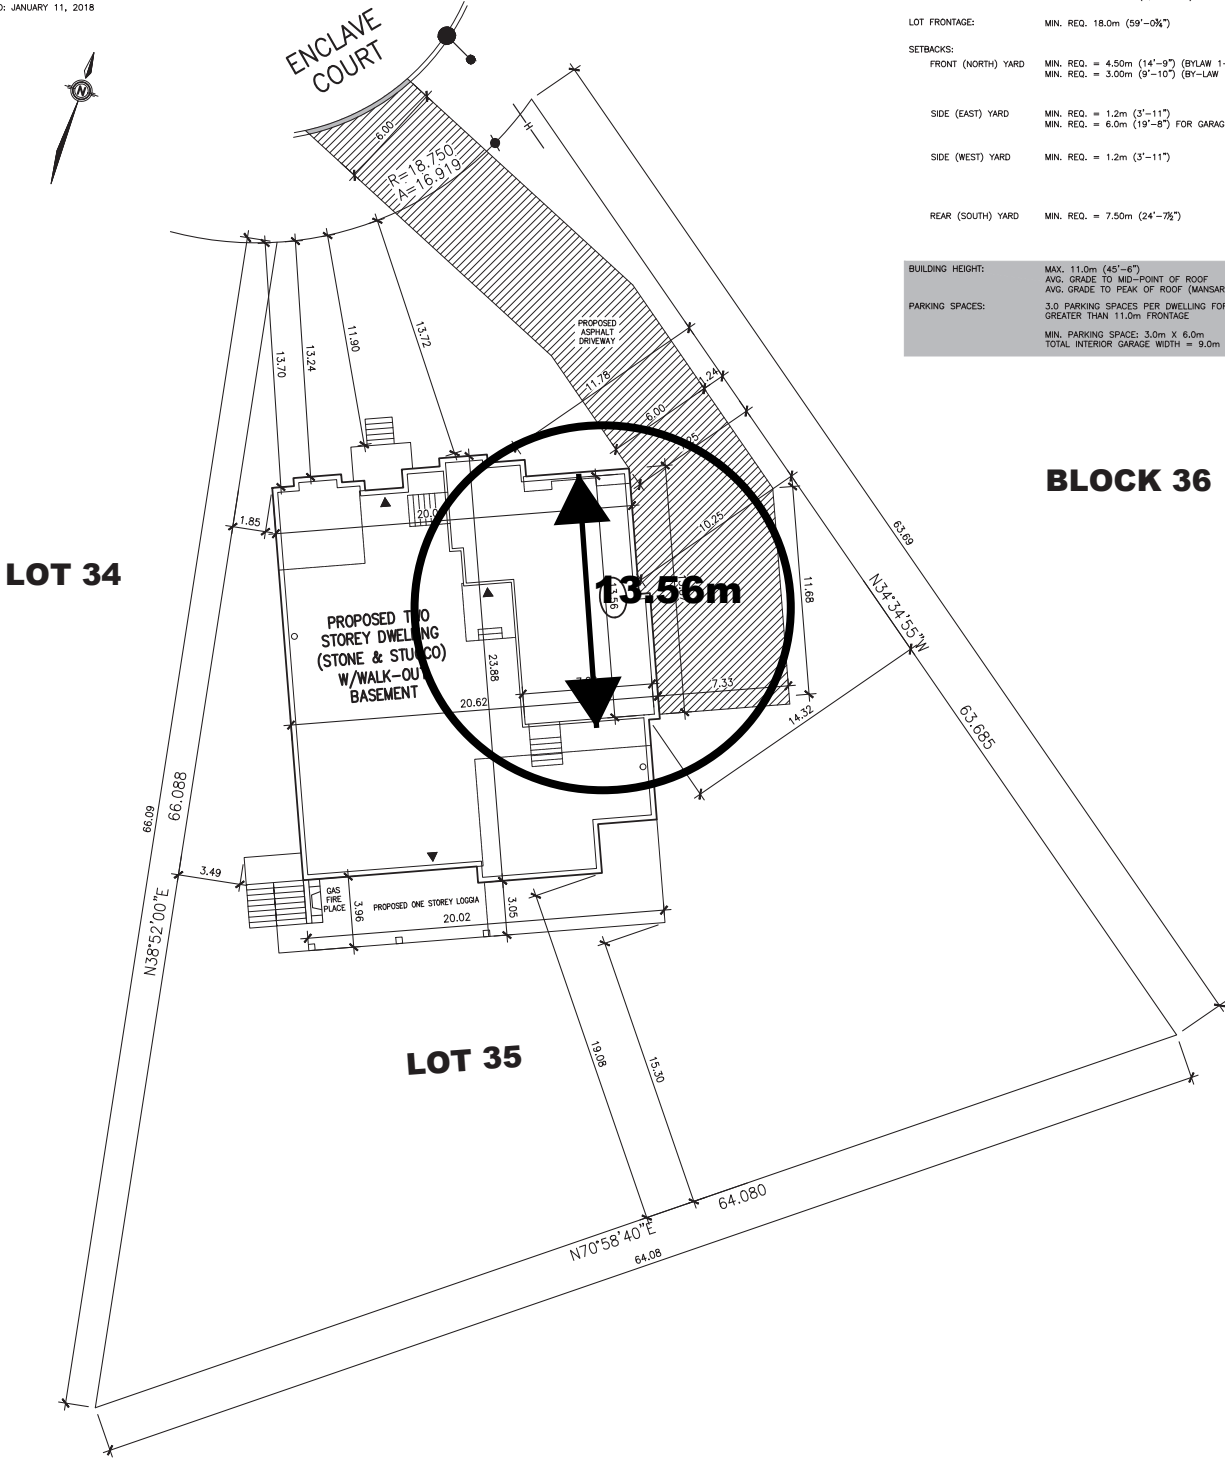 D: JANUARY 11, 2018
N
ENCLAVE
COURT
LOT FRONTAGE: MIN. REQ. 18.0m (59'-0¾")
SETBACKS:
FRONT (NORTH) YARD MIN. REQ. = 4.50m (14'-9") (BYLAW 1-
MIN. REQ. = 3.00m (9'-10") (BY-LAW
SIDE (EAST) YARD MIN. REQ. = 1.2m (3'-11")
MIN. REQ. = 6.0m (19'-8") FOR GARAG
SIDE (WEST) YARD MIN. REQ. = 1.2m (3'-11")
REAR (SOUTH) YARD MIN. REQ. = 7.50m (24'-7½")
BUILDING HEIGHT: MAX. 11.0m (45'-6")
AVG. GRADE TO MID-POINT OF ROOF
AVG. GRADE TO PEAK OF ROOF (MANSAR
PARKING SPACES: 3.0 PARKING SPACES PER DWELLING FOR
GREATER THAN 11.0m FRONTAGE
MIN. PARKING SPACE: 3.0m X 6.0m
TOTAL INTERIOR GARAGE WIDTH = 9.0m
6.00
R=18.750
A=16.919
H
13.70
13.24
11.90
13.72
PROPOSED
ASPHALT
DRIVEWAY
11.78
1.24
6.00
10.25
BLOCK 36
63.69
LOT 34
1.85
20.0
13.56
13.56m
11.68
N34°34'55"W
PROPOSED TWO
STOREY DWELLING
(STONE & STUCCO)
W/WALK-OUT
BASEMENT
23.88
20.62
7.33
14.32
63.685
66.09
66.088
3.49
N38°52'00"E
GAS
FIRE
PLACE
3.96
PROPOSED ONE STOREY LOGGIA
20.02
3.05
LOT 35
19.08
15.30
64.080
N70°58'40"E
64.08